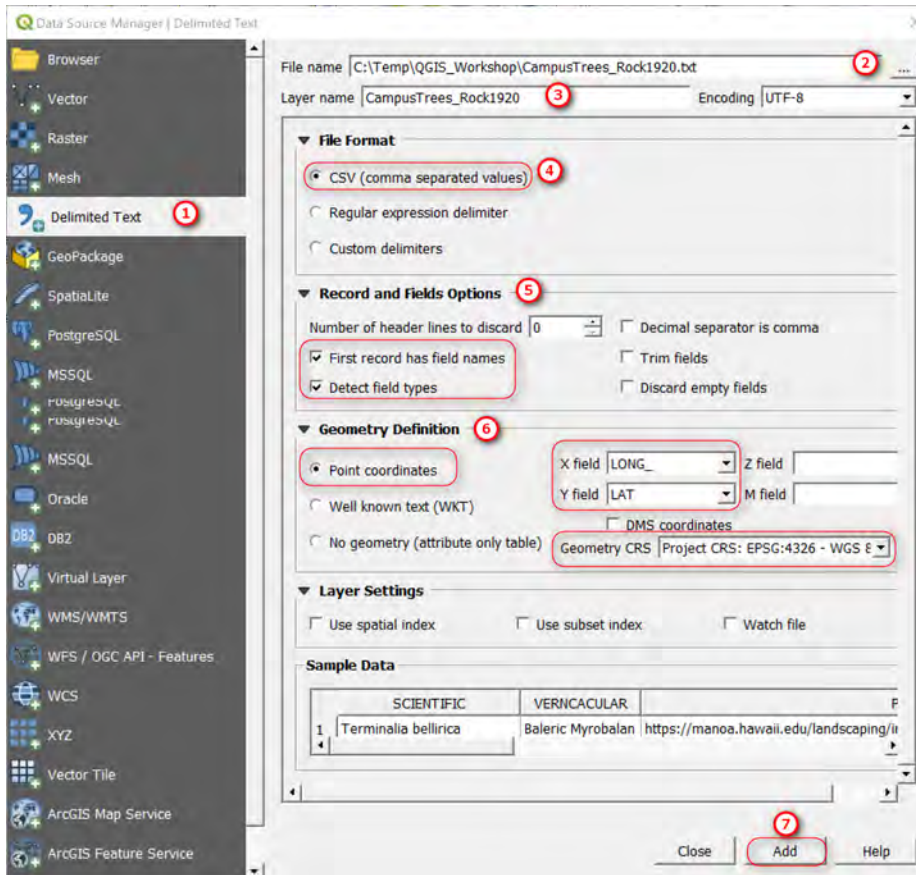 Data Source Manager | Delimited Text
Browser
Vector
Raster
Mesh
Delimited Text
1
GeoPackage
SpatiaLite
PostgreSQL
MSSQL
PostgreSQL
PostgreSQL
MSSQL
Oracle
DB2
DB2
Virtual Layer
WMS/WMTS
WFS / OGC API - Features
WCS
XYZ
Vector Tile
ArcGIS Map Service
ArcGIS Feature Service
File name C:\Temp\QGIS_Workshop\CampusTrees_Rock1920.txt 2 ...
Layer name CampusTrees_Rock1920 3 Encoding UTF-8
File Format
CSV (comma separated values) 4
Regular expression delimiter
Custom delimiters
Record and Fields Options 5
Number of header lines to discard 0 Decimal separator is comma
First record has field names Trim fields
Detect field types Discard empty fields
Geometry Definition 6
Point coordinates X field LONG_ Z field
Y field LAT M field
Well known text (WKT)
DMS coordinates
No geometry (attribute only table) Geometry CRS Project CRS: EPSG:4326 - WGS 8
Layer Settings
Use spatial index Use subset index Watch file
Sample Data
SCIENTIFIC VERNCACULAR P
1 Terminalia bellirica Baleric Myrobalan https://manoa.hawaii.edu/landscaping/i
7
Close Add Help